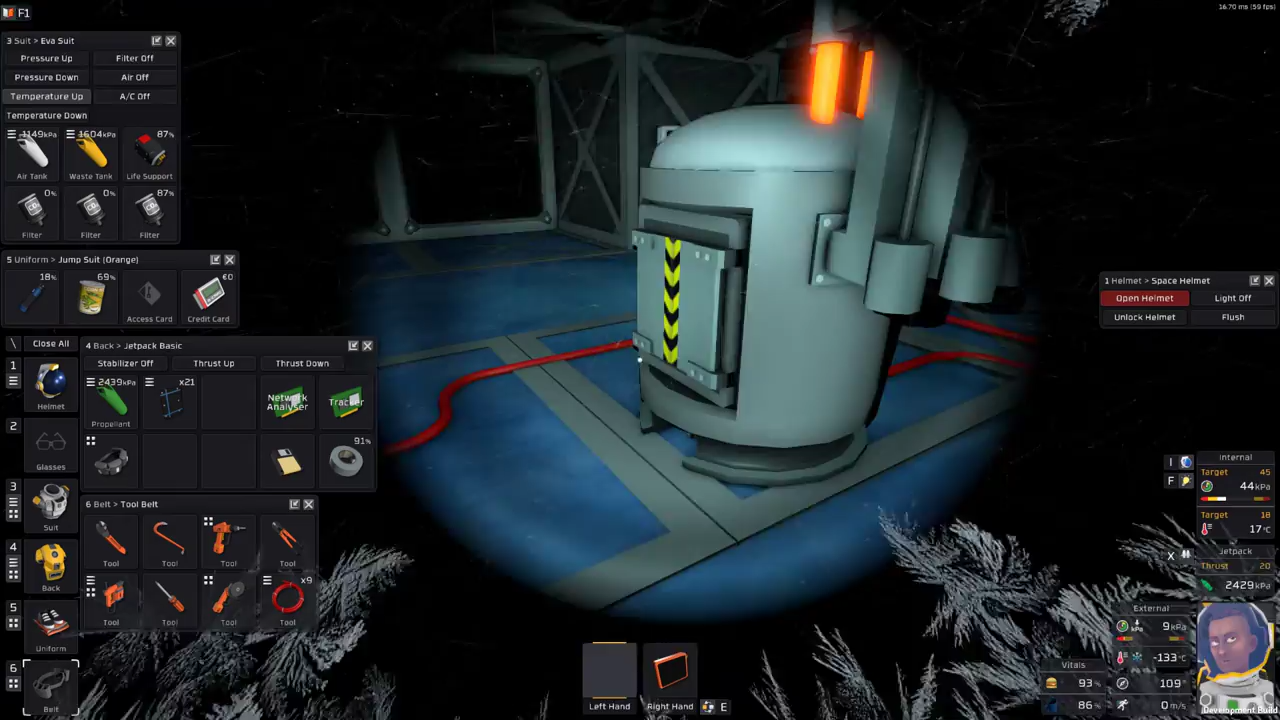 F1
16.70 ms (59 fps)
3 Suit > Eva Suit
Pressure Up
Filter Off
Pressure Down
Air Off
Temperature Up
A/C Off
Temperature Down
1149kPa
1604kPa
87%
Air Tank
Waste Tank
Life Support
0%
0%
87%
Filter
Filter
Filter
5 Uniform > Jump Suit (Orange)
18%
69%
€0
Access Card
Credit Card
Close All
4 Back > Jetpack Basic
Stabilizer Off
Thrust Up
Thrust Down
2439kPa
x21
Network Analyser
Tracker
Propellant
91%
6 Belt > Tool Belt
Tool
Tool
Tool
Tool
x9
Tool
Tool
Tool
Tool
1
Helmet
2
Glasses
3
Suit
4
Back
5
Uniform
6
Belt
1 Helmet > Space Helmet
Open Helmet
Light Off
Unlock Helmet
Flush
Left Hand
Right Hand
E
I
F
Internal
Target 45
44kPa
Target 18
17°C
X
Jetpack
Thrust 20
2429kPa
External
kPa
9kPa
-133°C
109°
0m/s
Vitals
93%
86%
Development Build